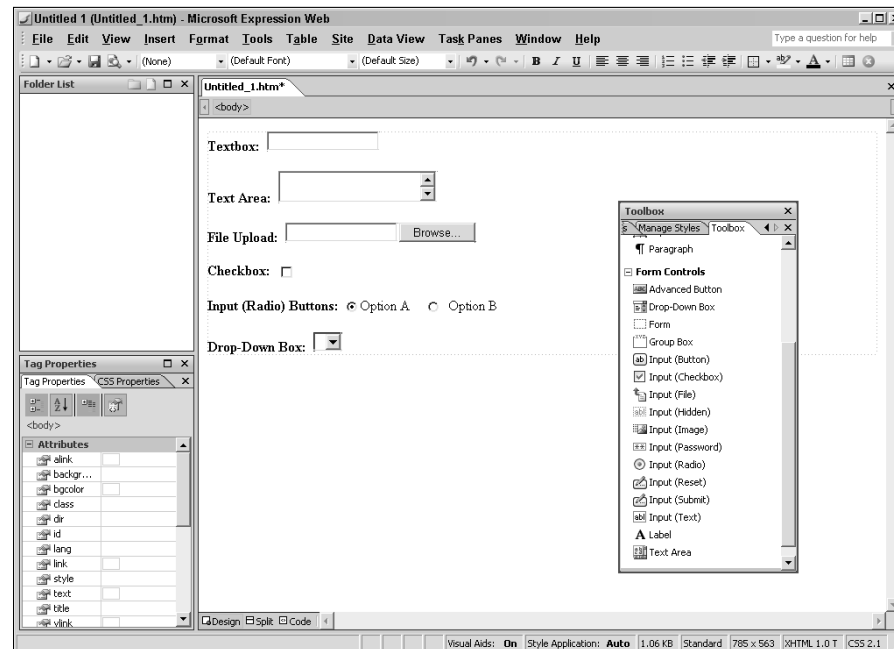 Untitled 1 (Untitled_1.htm) - Microsoft Expression Web
File Edit View Insert Format Tools Table Site Data View Task Panes Window Help
Type a question for help
(None) (Default Font) (Default Size) B I U
Folder List
Untitled_1.htm*
<body>
Textbox:
Text Area:
File Upload: Browse...
Checkbox:
Input (Radio) Buttons: Option A Option B
Drop-Down Box:
Toolbox
s Manage Styles Toolbox
Paragraph
Form Controls
Advanced Button
Drop-Down Box
Form
Group Box
Input (Button)
Input (Checkbox)
Input (File)
Input (Hidden)
Input (Image)
Input (Password)
Input (Radio)
Input (Reset)
Input (Submit)
Input (Text)
Label
Text Area
Tag Properties
Tag Properties CSS Properties
<body>
Attributes
alink
backgr...
bgcolor
class
dir
id
lang
link
style
text
title
vlink
Design Split Code
Visual Aids: On Style Application: Auto 1.06 KB Standard 785 x 563 XHTML 1.0 T CSS 2.1